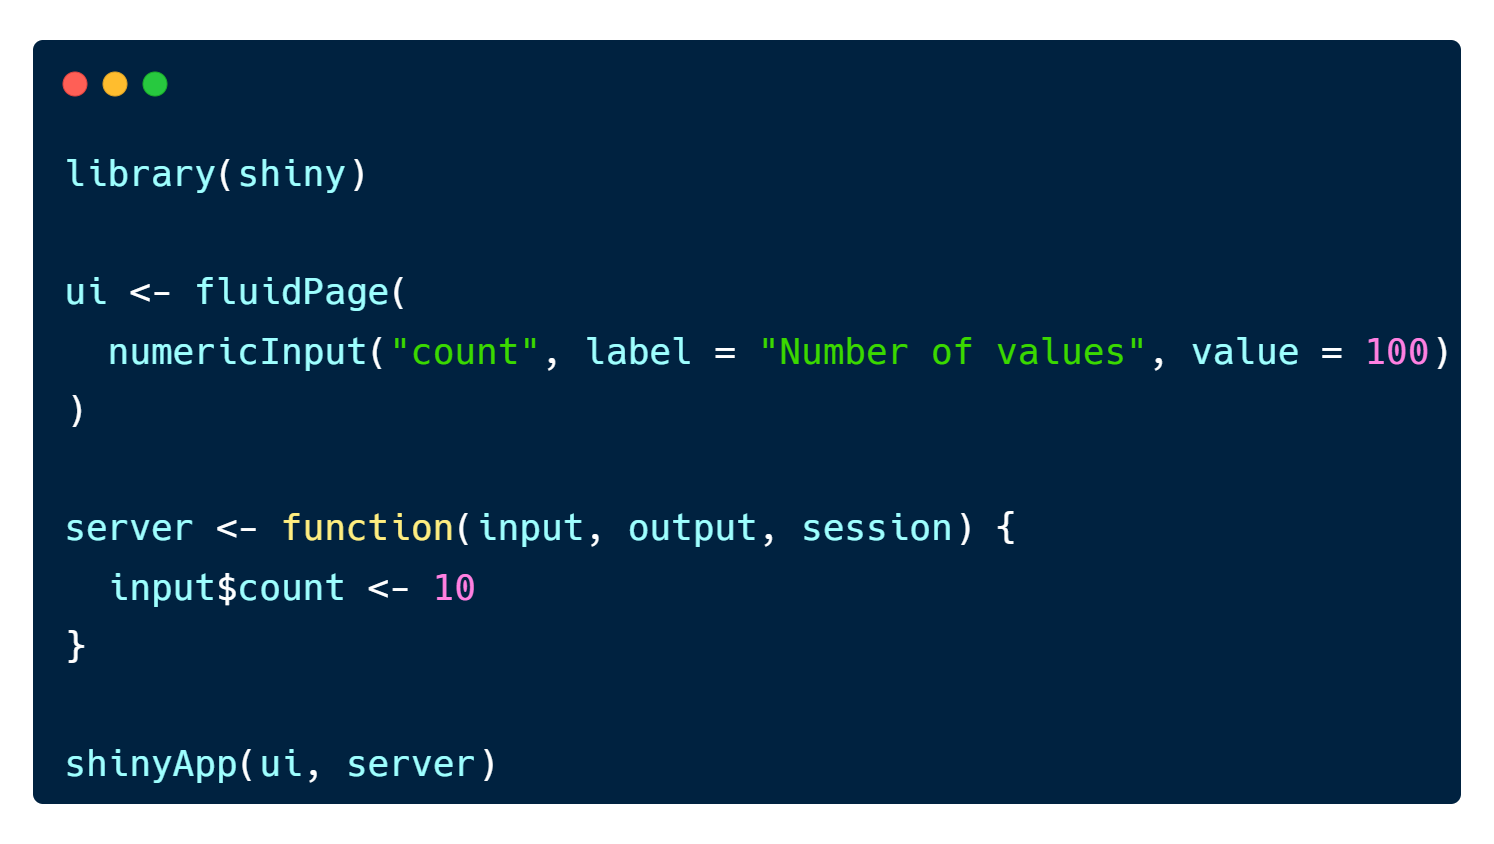 library(shiny)
ui <- fluidPage(
  numericInput("count", label = "Number of values", value = 100)
)
server <- function(input, output, session) {
  input$count <- 10
}
shinyApp(ui, server)